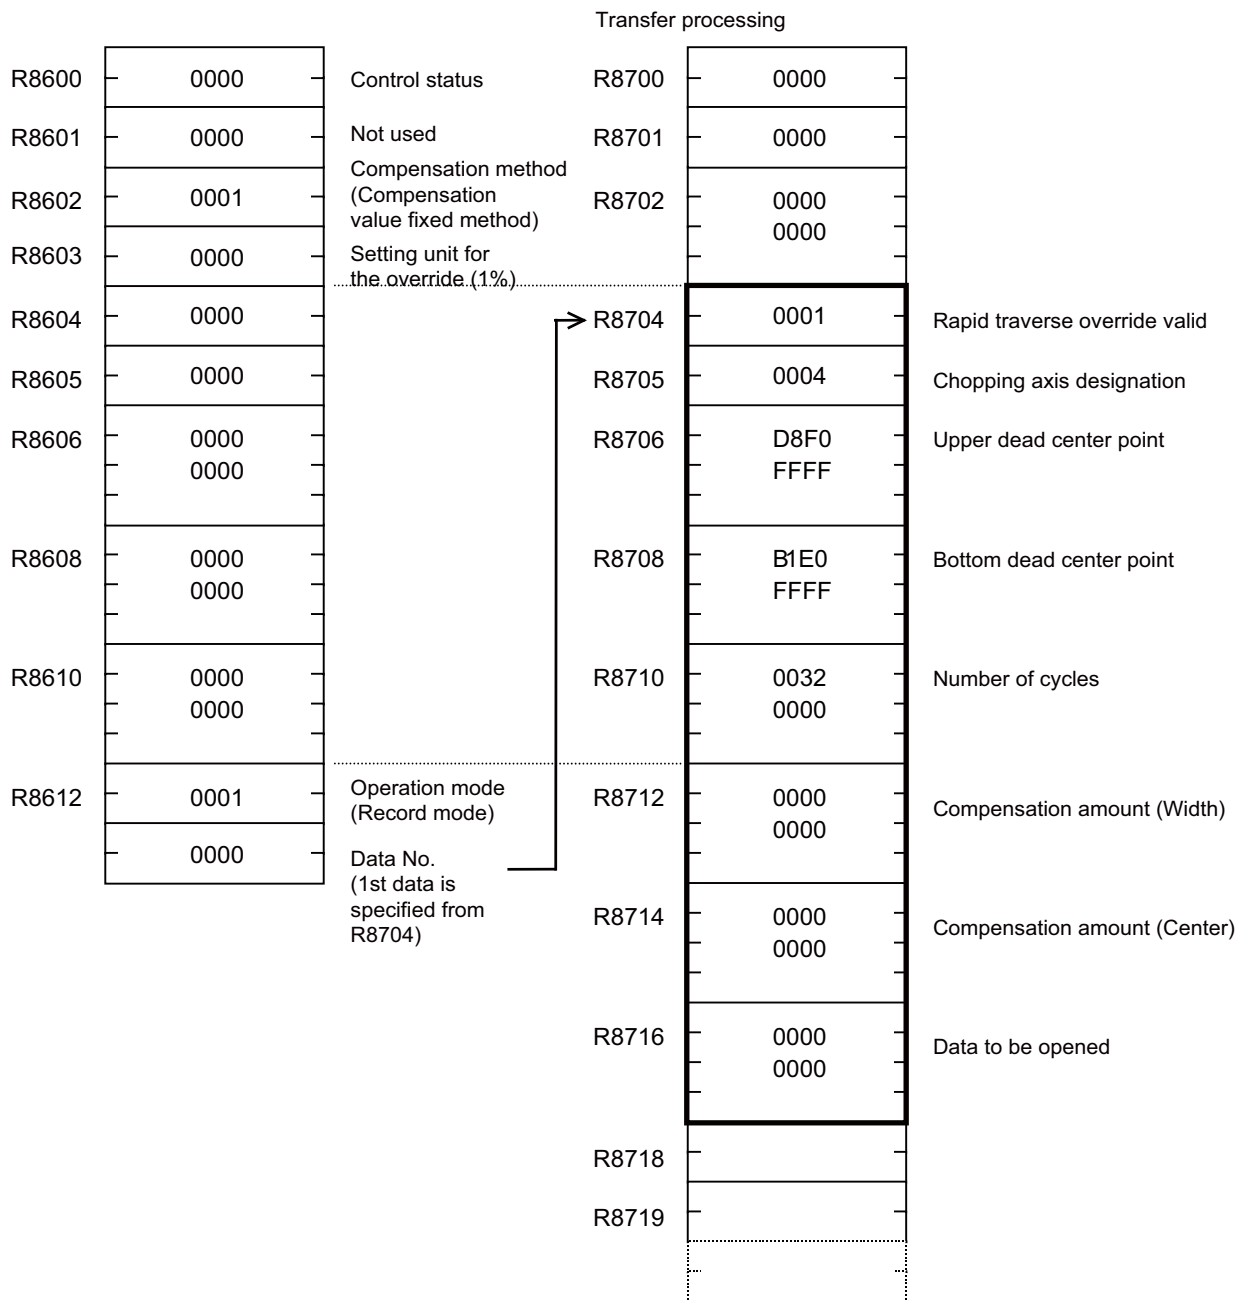 Transfer processing
R8600 0000 Control status
R8601 0000 Not used
R8602 0001 Compensation method
(Compensation
value fixed method)
R8603 0000 Setting unit for
the override (1%)
R8604 0000
R8605 0000
R8606 0000
0000
R8608 0000
0000
R8610 0000
0000
R8612 0001 Operation mode
(Record mode)
0000 Data No.
(1st data is
specified from
R8704)
R8700 0000
R8701 0000
R8702 0000
0000
R8704 0001 Rapid traverse override valid
R8705 0004 Chopping axis designation
R8706 D8F0 Upper dead center point
FFFF
R8708 B1E0 Bottom dead center point
FFFF
R8710 0032 Number of cycles
0000
R8712 0000 Compensation amount (Width)
0000
R8714 0000 Compensation amount (Center)
0000
R8716 0000 Data to be opened
0000
R8718
R8719